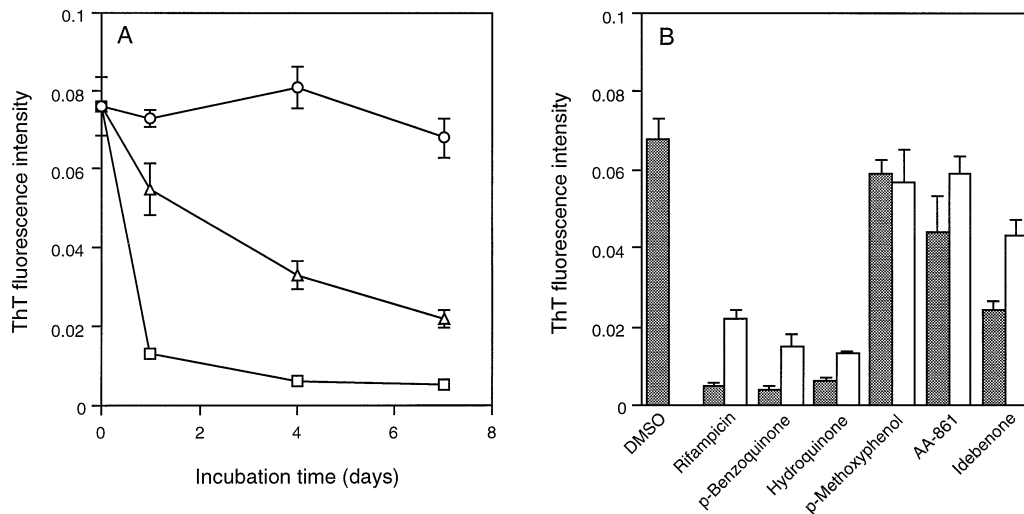 A
0.1
0.08
0.06
0.04
0.02
0
ThT fluorescence intensity
0 2 4 6 8
Incubation time (days)
B
0.1
0.08
0.06
0.04
0.02
0
ThT fluorescence intensity
DMSO
Rifampicin
p-Benzoquinone
Hydroquinone
p-Methoxyphenol
AA-861
Idebenone